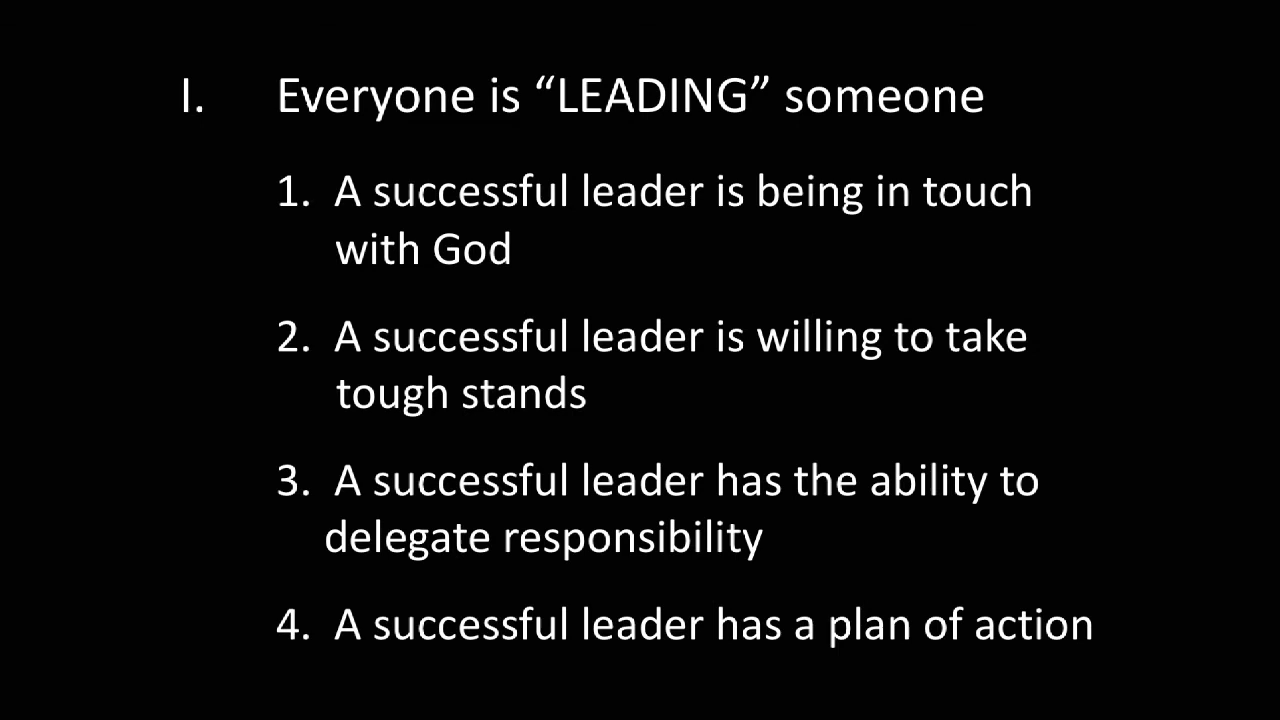 I. Everyone is “LEADING” someone
1. A successful leader is being in touch
with God
2. A successful leader is willing to take
tough stands
3. A successful leader has the ability to
delegate responsibility
4. A successful leader has a plan of action